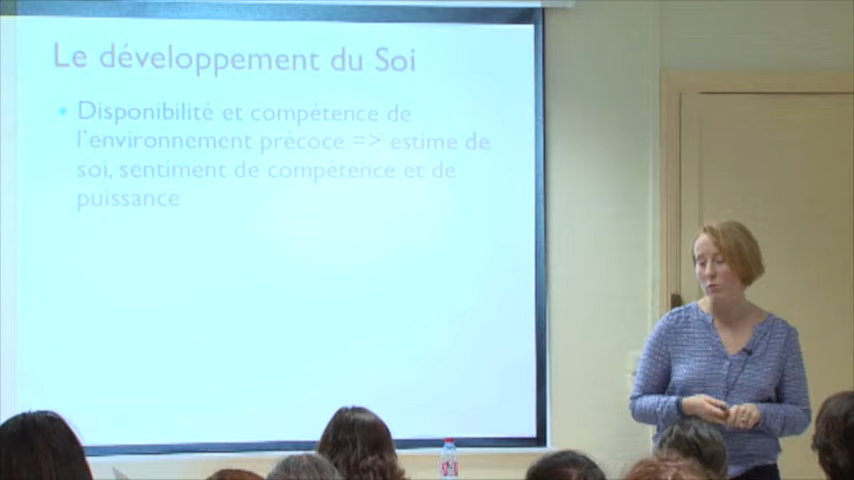 Le développement du Soi
• Disponibilité et compétence de
l'environnement précoce => estime de
soi, sentiment de compétence et de
puissance